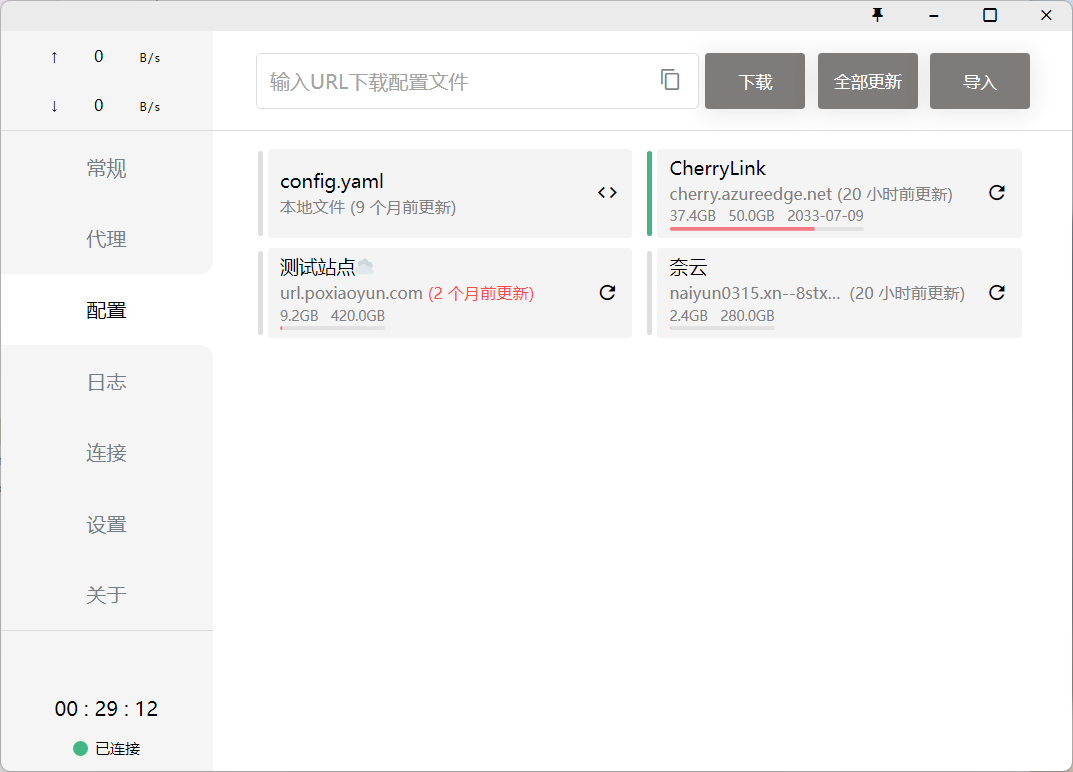 ↑ 0 B/s
↓ 0 B/s
常规
代理
配置
日志
连接
设置
关于
00 : 29 : 12
已连接
输入URL下载配置文件
下载
全部更新
导入
config.yaml
本地文件 (9 个月前更新)
CherryLink
cherry.azureedge.net (20 小时前更新)
37.4GB 50.0GB 2033-07-09
测试站点☁️
url.poxiaoyun.com (2 个月前更新)
9.2GB 420.0GB
奈云
naiyun0315.xn--8stx... (20 小时前更新)
2.4GB 280.0GB